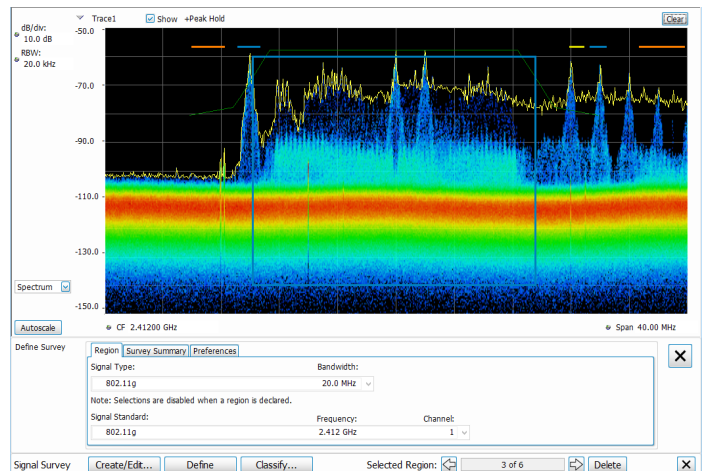 dB/div:
10.0 dB
RBW:
20.0 kHz
Trace1 Show +Peak Hold Clear
-50.0
-70.0
-90.0
-110.0
-130.0
-150.0
Spectrum
Autoscale
CF 2.41200 GHz
Span 40.00 MHz
Define Survey
Region Survey Summary Preferences
Signal Type: Bandwidth:
802.11g 20.0 MHz
Note: Selections are disabled when a region is declared.
Signal Standard: Frequency: Channel:
802.11g 2.412 GHz 1
Signal Survey Create/Edit... Define Classify... Selected Region: 3 of 6 Delete